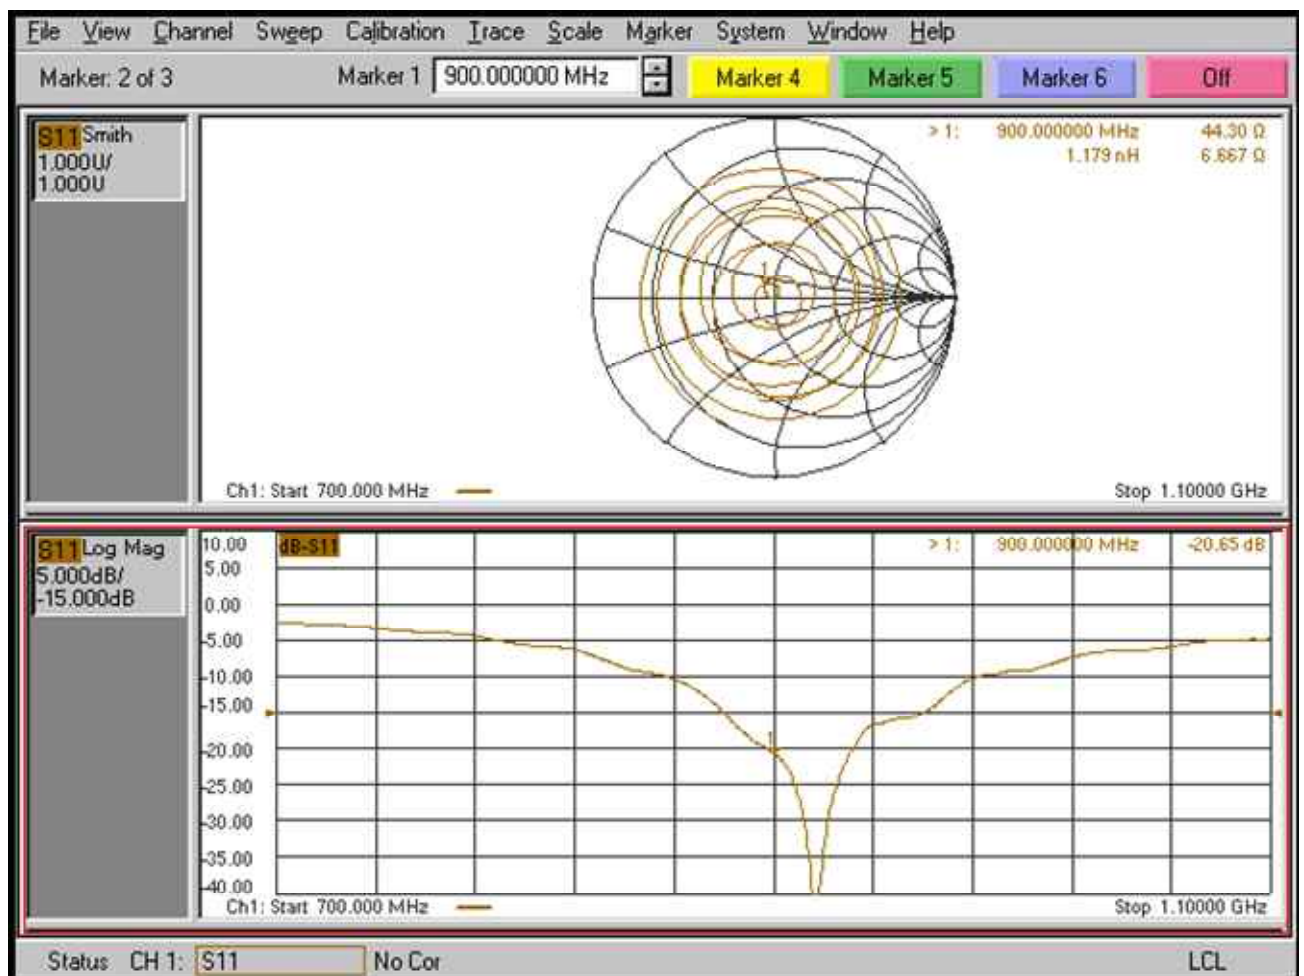 File View Channel Sweep Calibration Trace Scale Marker System Window Help
Marker: 2 of 3 Marker 1 900.000000 MHz Marker 4 Marker 5 Marker 6 Off
S11 Smith
1.000U/
1.000U
> 1: 900.000000 MHz 44.30 Ω
1.179 nH 6.667 Ω
1
Ch1: Start 700.000 MHz Stop 1.10000 GHz
S11 Log Mag
5.000dB/
-15.000dB
10.00 dB-S11 > 1: 900.000000 MHz -20.65 dB
5.00
0.00
-5.00
-10.00
-15.00
1
-20.00
-25.00
-30.00
-35.00
-40.00
Ch1: Start 700.000 MHz Stop 1.10000 GHz
Status CH 1: S11 No Cor LCL